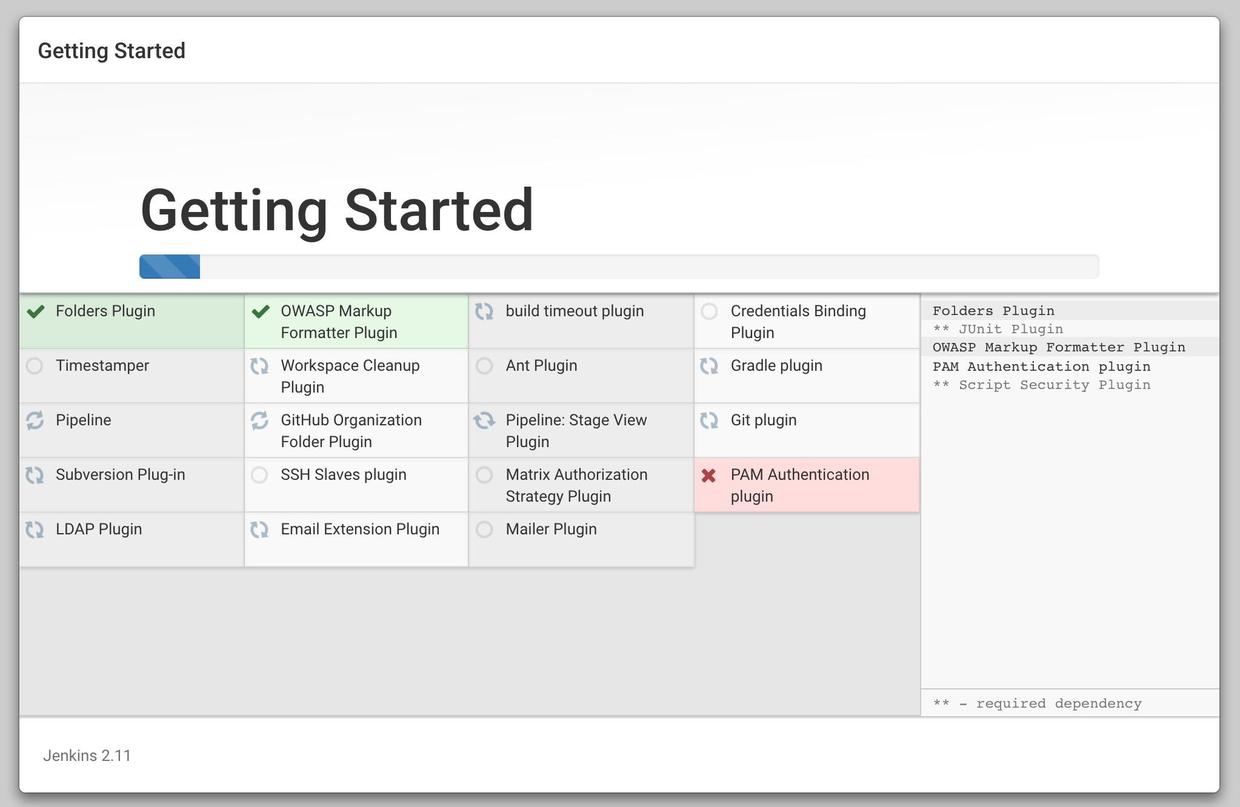 Getting Started
Getting Started
Folders Plugin
OWASP Markup
Formatter Plugin
build timeout plugin
Credentials Binding
Plugin
Timestamper
Workspace Cleanup
Plugin
Ant Plugin
Gradle plugin
Pipeline
GitHub Organization
Folder Plugin
Pipeline: Stage View
Plugin
Git plugin
Subversion Plug-in
SSH Slaves plugin
Matrix Authorization
Strategy Plugin
PAM Authentication
plugin
LDAP Plugin
Email Extension Plugin
Mailer Plugin
Folders Plugin
** JUnit Plugin
OWASP Markup Formatter Plugin
PAM Authentication plugin
** Script Security Plugin
** - required dependency
Jenkins 2.11